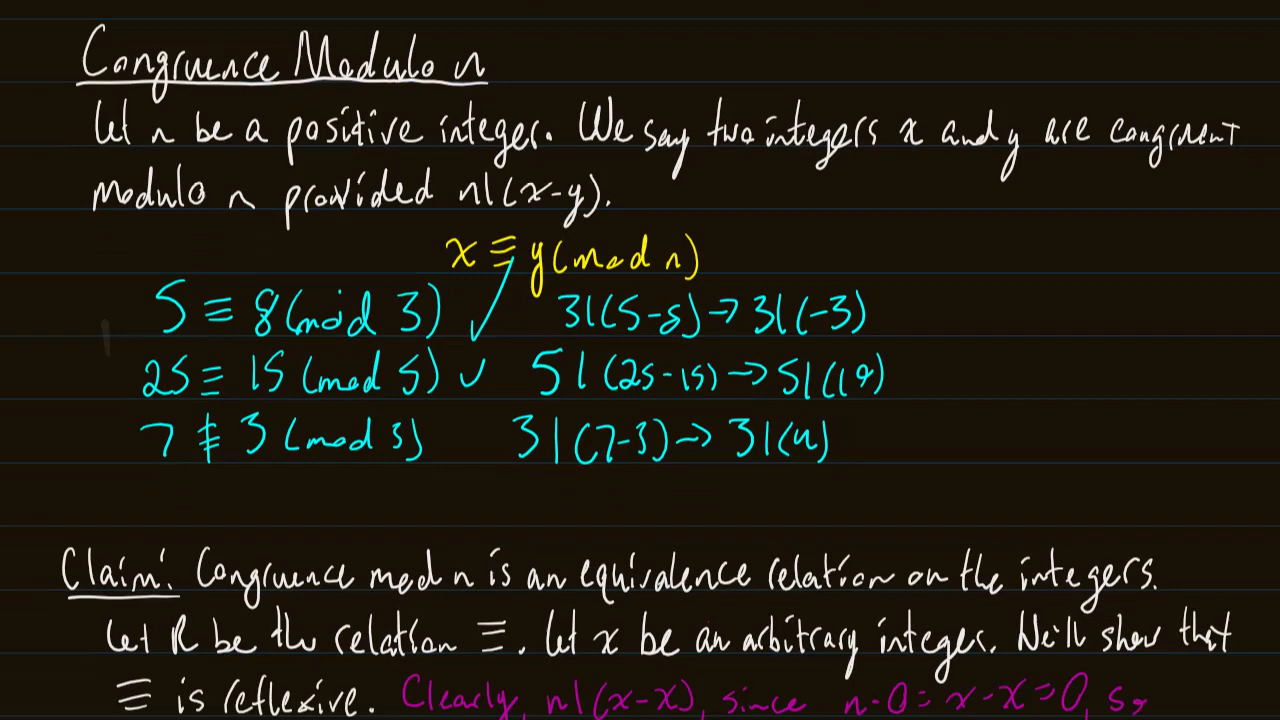 Congruence Modulo n
Let n be a positive integer. We say two integers x and y are congruent
modulo n provided n|(x-y).
x ≡ y (mod n)
5 ≡ 8 (mod 3) ✓ 3|(5-8) → 3|(-3)
25 ≡ 15 (mod 5) ✓ 5|(25-15) → 5|(10)
7 ≢ 3 (mod 3) 3|(7-3) → 3|(4)
Claim: Congruence mod n is an equivalence relation on the integers.
Let R be the relation ≡. Let x be an arbitrary integer. We'll show that
≡ is reflexive. Clearly, n|(x-x), since n·0=x-x=0, so